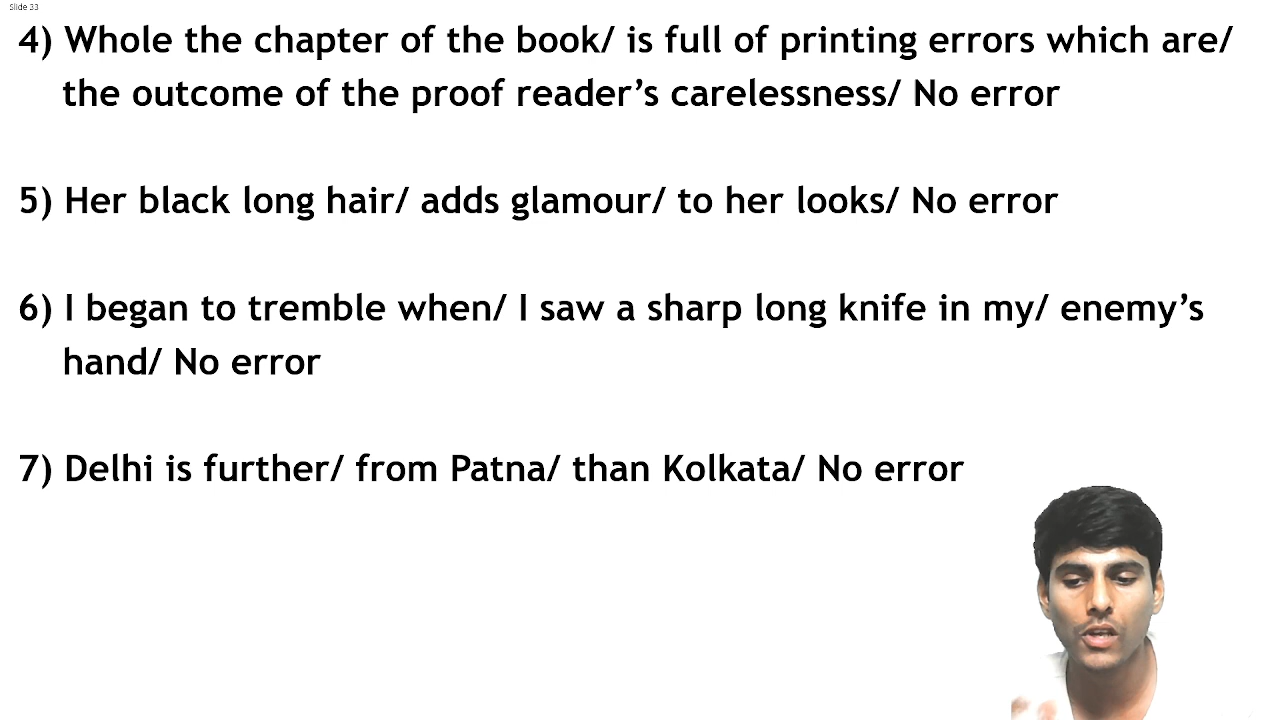 Slide 33
4) Whole the chapter of the book/ is full of printing errors which are/
the outcome of the proof reader’s carelessness/ No error
5) Her black long hair/ adds glamour/ to her looks/ No error
6) I began to tremble when/ I saw a sharp long knife in my/ enemy’s
hand/ No error
7) Delhi is further/ from Patna/ than Kolkata/ No error